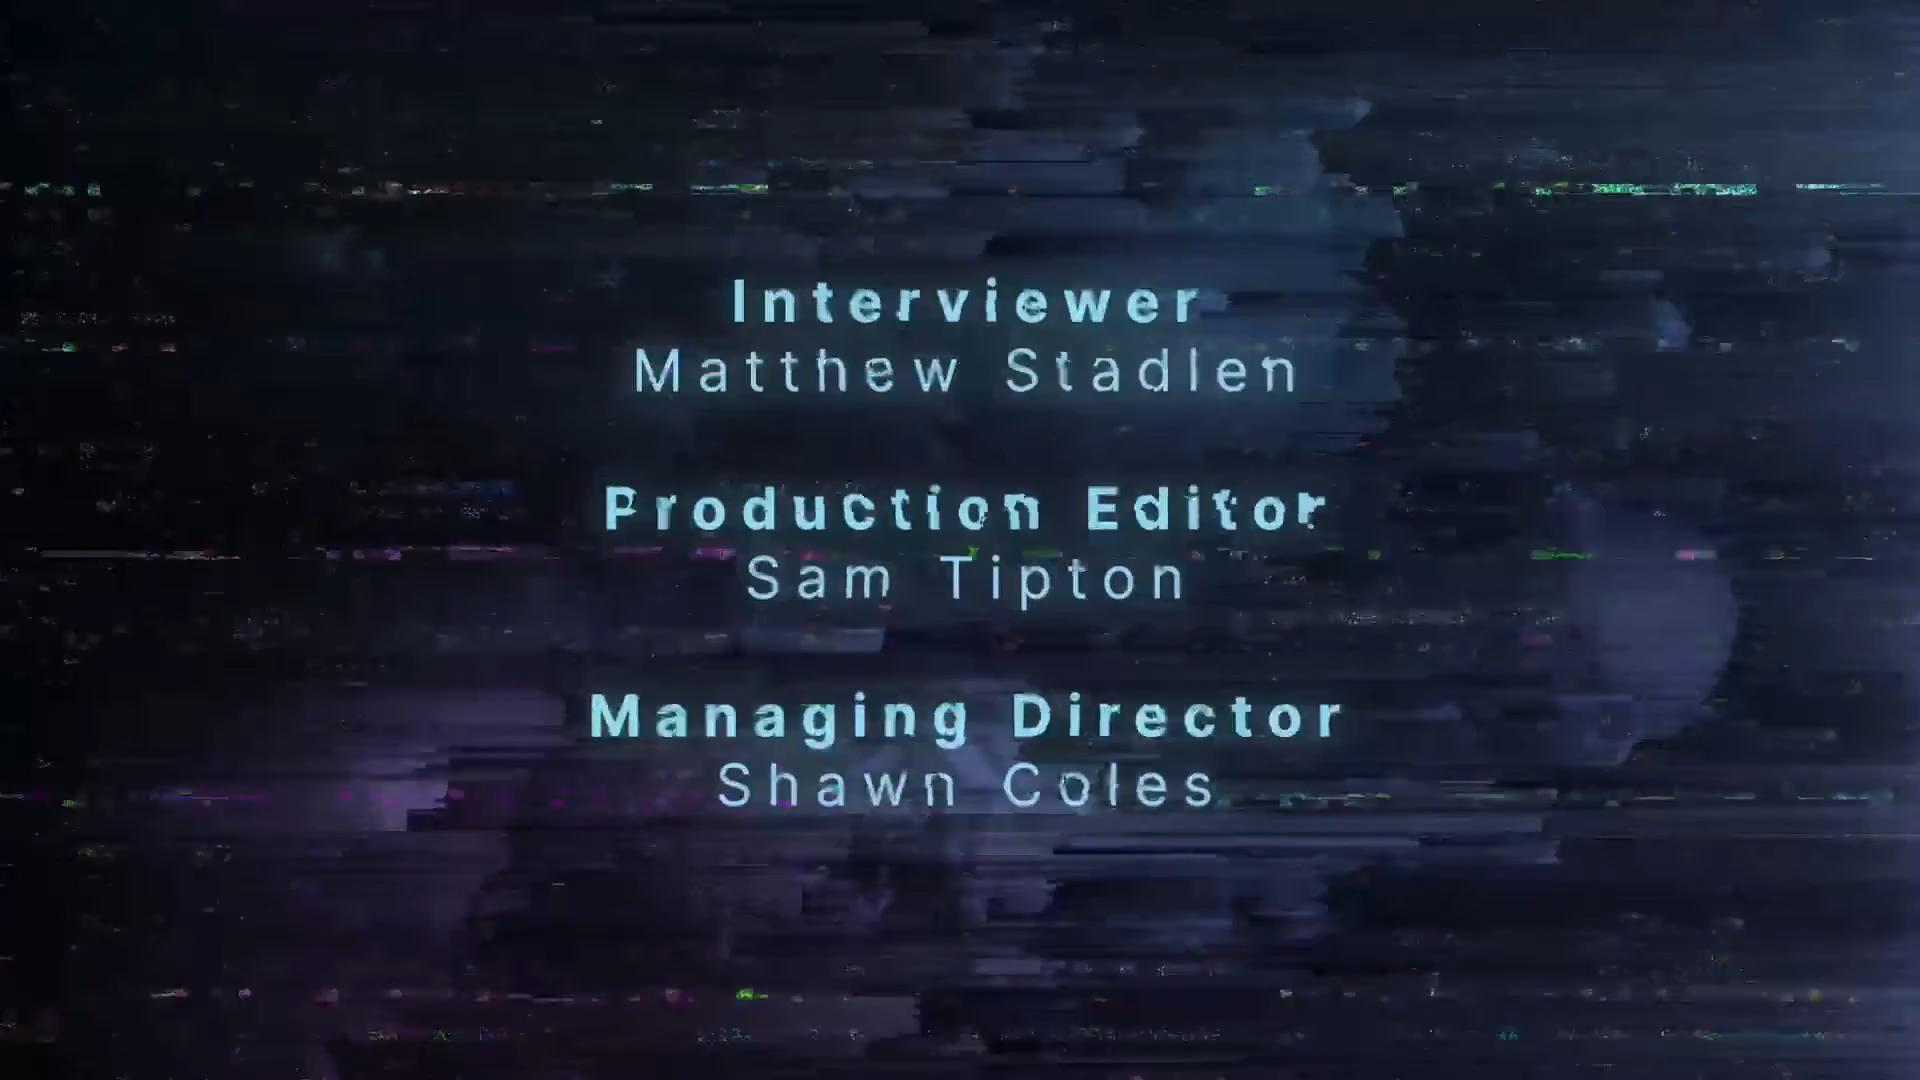 Interviewer
Matthew Stadlen
Production Editor
Sam Tipton
Managing Director
Shawn Coles